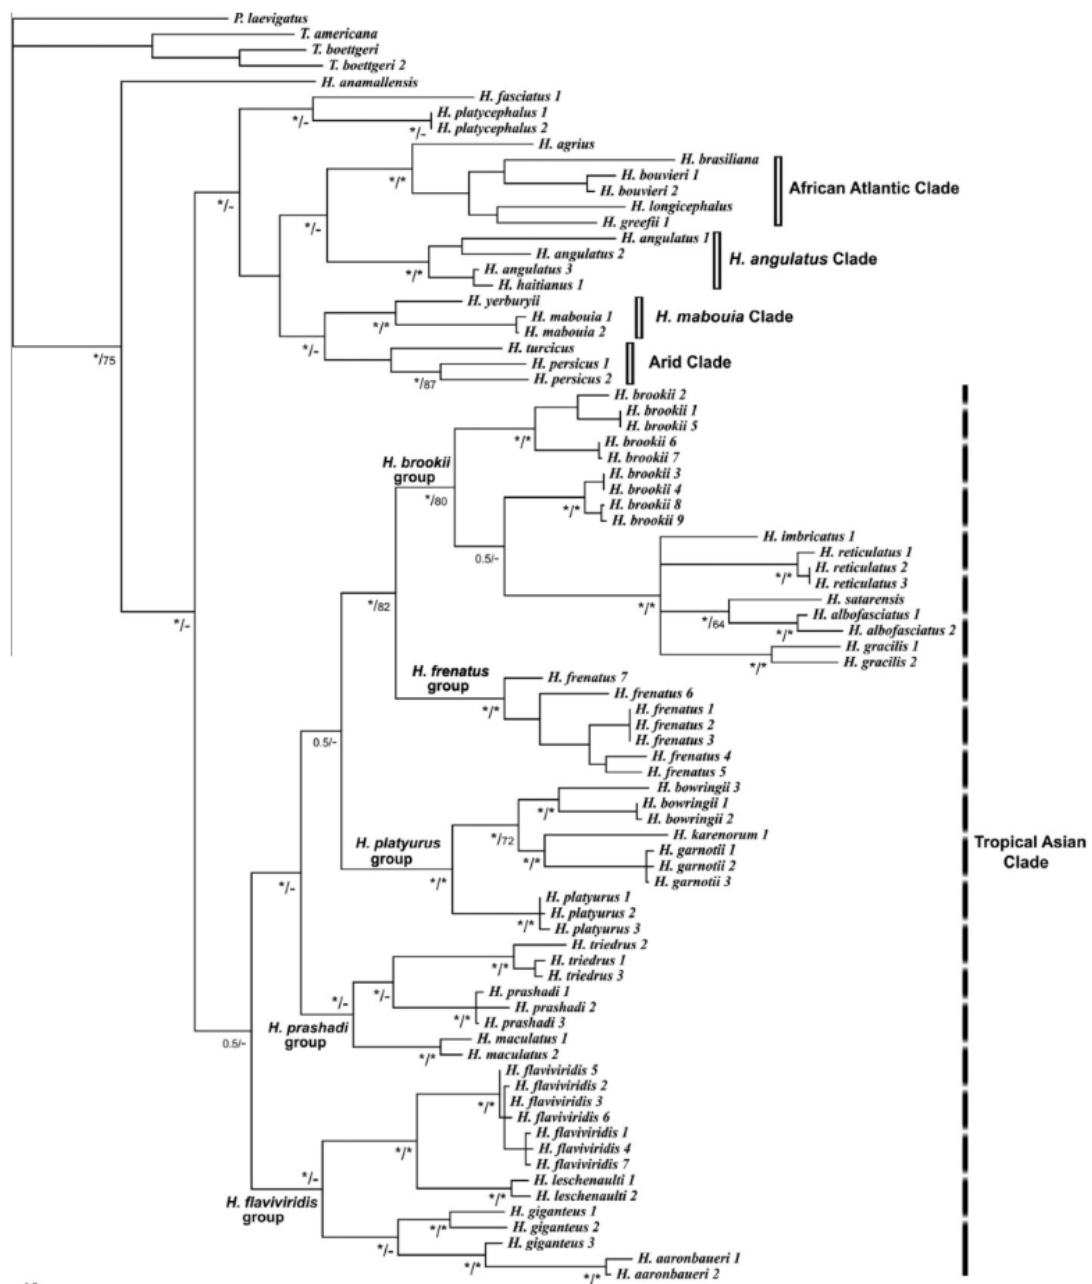 P. laevigatus
T. americana
T. boettgeri
T. boettgeri 2
H. anamallensis
H. fasciatus 1
*/-
H. platycephalus 1
*/-
H. platycephalus 2
H. agrius
H. brasiliana
*/*
H. bouvieri 1
African Atlantic Clade
H. bouvieri 2
*/-
H. longicephalus
*/-
H. greefii 1
H. angulatus 1
H. angulatus 2
H. angulatus Clade
*/*
H. angulatus 3
H. haitianus 1
H. yerburyii
*/*
H. mabouia 1
H. mabouia Clade
H. mabouia 2
*/-
H. turcicus
*/75
H. persicus 1
Arid Clade
*/87
H. persicus 2
H. brookii 2
H. brookii 1
H. brookii 5
*/*
H. brookii 6
H. brookii 7
H. brookii
group
H. brookii 3
H. brookii 4
*/80
H. brookii 8
*/*
H. brookii 9
H. imbricatus 1
0.5/-
H. reticulatus 1
H. reticulatus 2
*/*
H. reticulatus 3
*/82
*/*
H. satarensis
*/64
H. albofasciatus 1
*/-
*/*
H. albofasciatus 2
H. gracilis 1
*/*
H. gracilis 2
H. frenatus
group
H. frenatus 7
*/*
H. frenatus 6
H. frenatus 1
H. frenatus 2
0.5/-
H. frenatus 3
H. frenatus 4
H. frenatus 5
H. bowringii 3
*/*
H. bowringii 1
H. bowringii 2
*/72
H. karenorum 1
H. platyurus
group
*/*
H. garnotii 1
Tropical Asian
Clade
H. garnotii 2
*/*
H. garnotii 3
*/-
H. platyurus 1
H. platyurus 2
*/*
H. platyurus 3
H. triedrus 2
*/*
H. triedrus 1
H. triedrus 3
*/-
H. prashadi 1
*/-
H. prashadi 2
*/*
H. prashadi 3
H. prashadi
group
H. maculatus 1
0.5/-
*/*
H. maculatus 2
H. flaviviridis 5
H. flaviviridis 2
*/*
H. flaviviridis 3
H. flaviviridis 6
H. flaviviridis 1
*/*
H. flaviviridis 4
H. flaviviridis 7
*/-
H. leschenaulti 1
*/*
H. leschenaulti 2
H. flaviviridis
group
H. giganteus 1
*/*
H. giganteus 2
*/-
H. giganteus 3
*/*
H. aaronbaueri 1
*/*
H. aaronbaueri 2